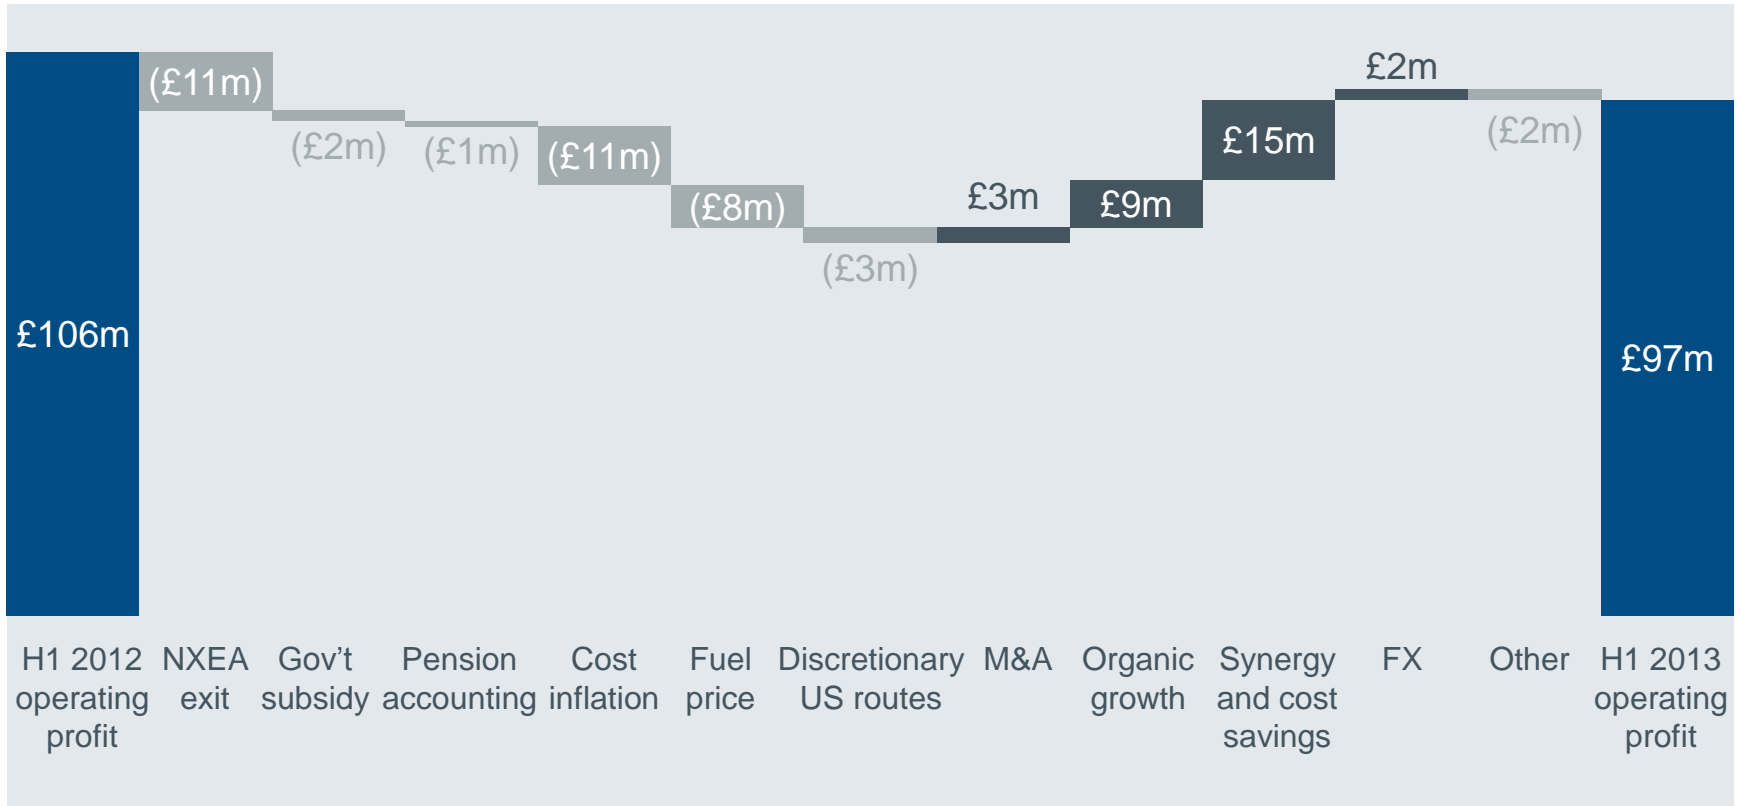 £106m
(£11m)
(£2m)
(£1m)
(£11m)
(£8m)
(£3m)
£3m
£9m
£15m
£2m
(£2m)
£97m
H1 2012
operating
profit
NXEA
exit
Gov't
subsidy
Pension
accounting
Cost
inflation
Fuel
price
Discretionary
US routes
M&A
Organic
growth
Synergy
and cost
savings
FX
Other
H1 2013
operating
profit